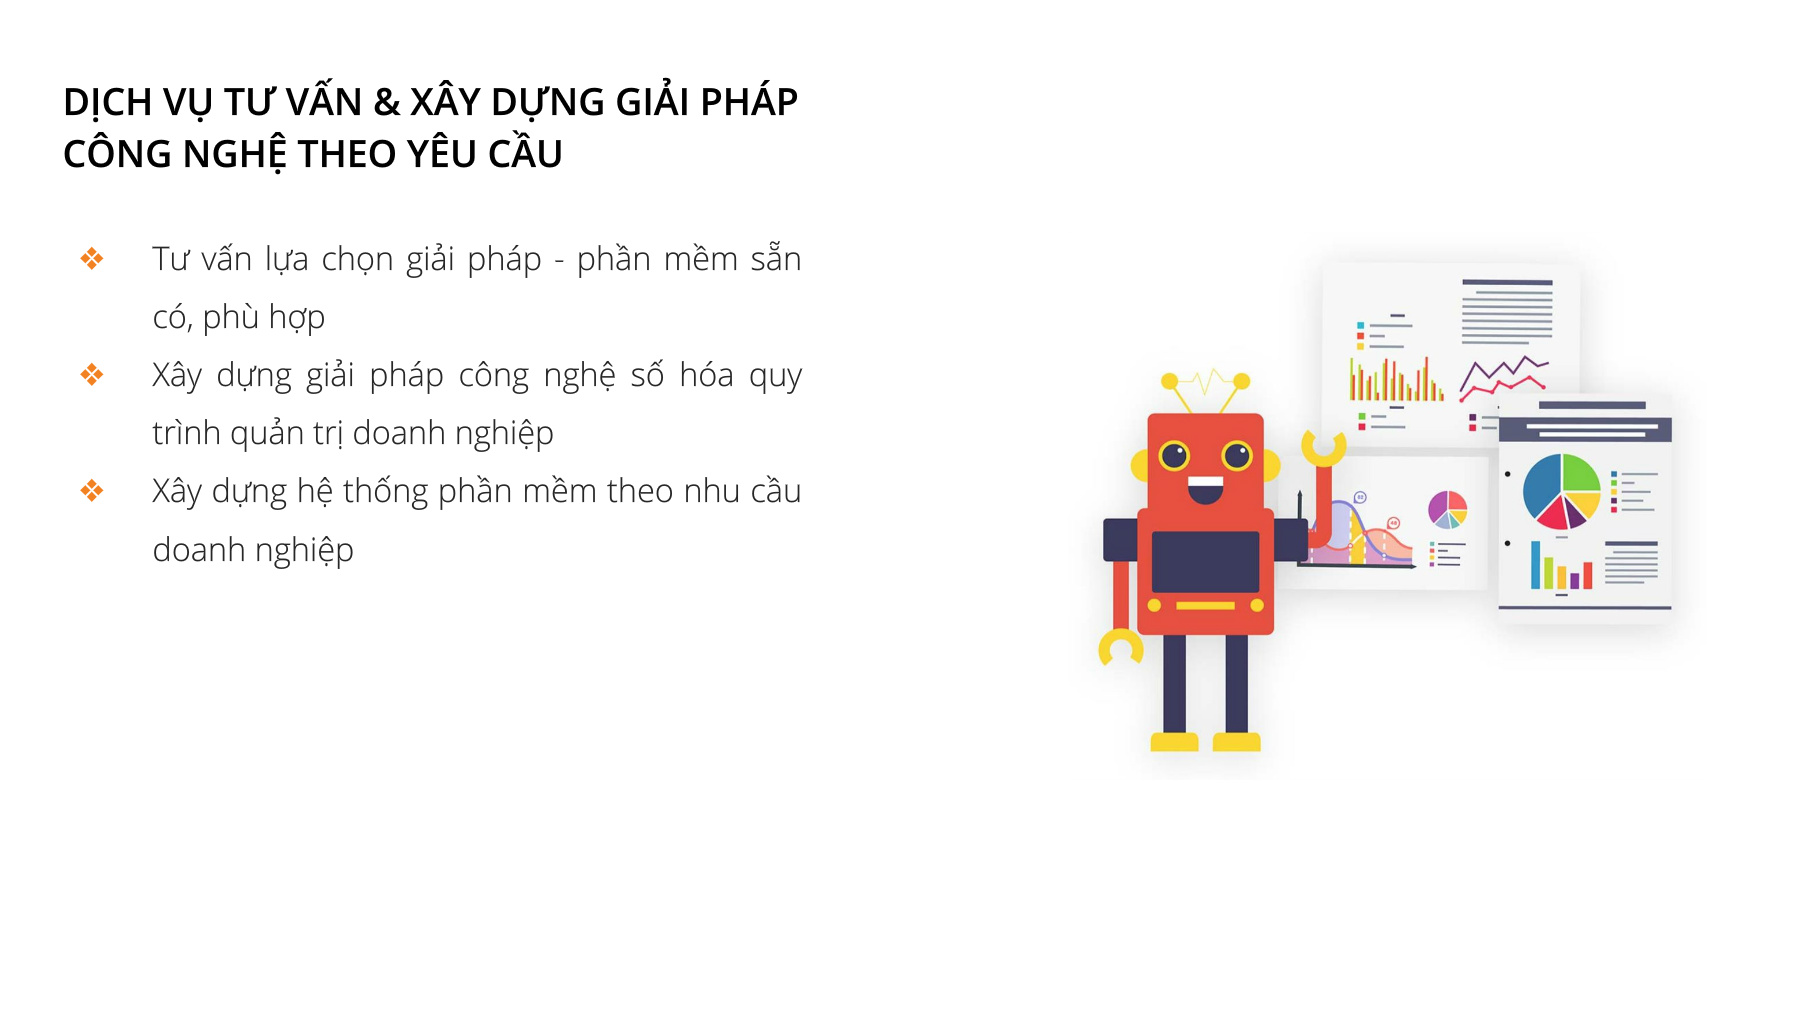 DỊCH VỤ TƯ VẤN & XÂY DỰNG GIẢI PHÁP
CÔNG NGHỆ THEO YÊU CẦU
❖ Tư vấn lựa chọn giải pháp - phần mềm sẵn
có, phù hợp
❖ Xây dựng giải pháp công nghệ số hóa quy
trình quản trị doanh nghiệp
❖ Xây dựng hệ thống phần mềm theo nhu cầu
doanh nghiệp